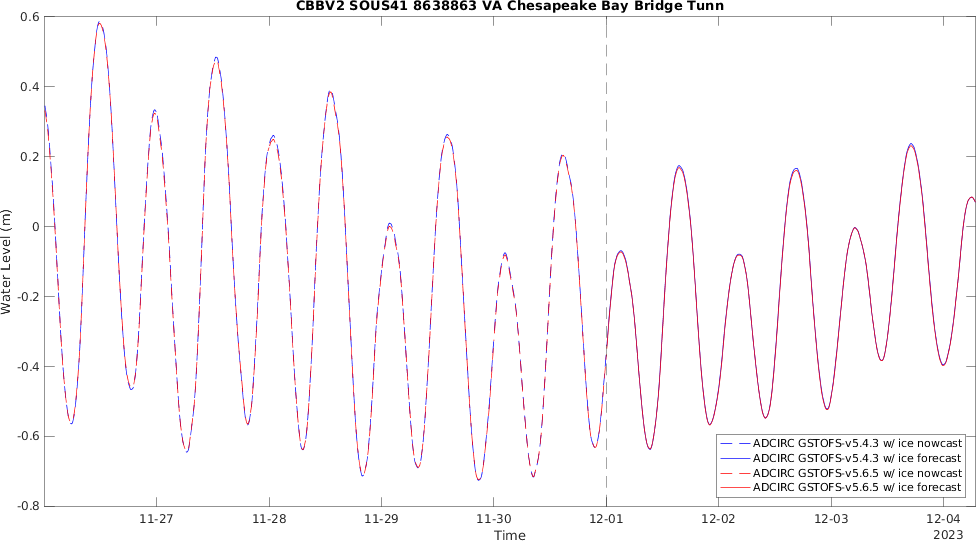 CBBV2 SOUS41 8638863 VA Chesapeake Bay Bridge Tunn
0.6
0.4
0.2
0
-0.2
-0.4
-0.6
-0.8
Water Level (m)
11-27
11-28
11-29
11-30
12-01
12-02
12-03
12-04
Time
2023
ADCIRC GSTOFS-v5.4.3 w/ ice nowcast
ADCIRC GSTOFS-v5.4.3 w/ ice forecast
ADCIRC GSTOFS-v5.6.5 w/ ice nowcast
ADCIRC GSTOFS-v5.6.5 w/ ice forecast